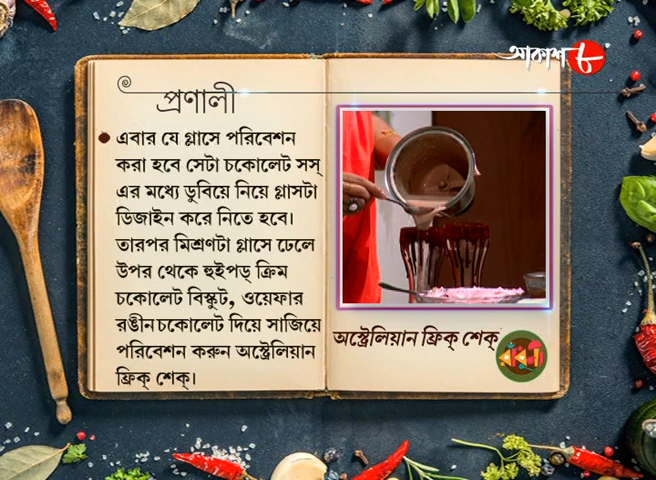 আকাশ ৮
প্রণালী
এবার যে গ্লাসে পরিবেশন
করা হবে সেটা চকোলেট সস্
এর মধ্যে ডুবিয়ে নিয়ে গ্লাসটা
ডিজাইন করে নিতে হবে।
তারপর মিশ্রণটা গ্লাসে ঢেলে
উপর থেকে হুইপড্ ক্রিম
চকোলেট বিস্কুট, ওয়েফার
রঙীন চকোলেট দিয়ে সাজিয়ে
পরিবেশন করুন অস্ট্রেলিয়ান
ফ্রিক্ শেক্।
অস্ট্রেলিয়ান ফ্রিক্ শেক্